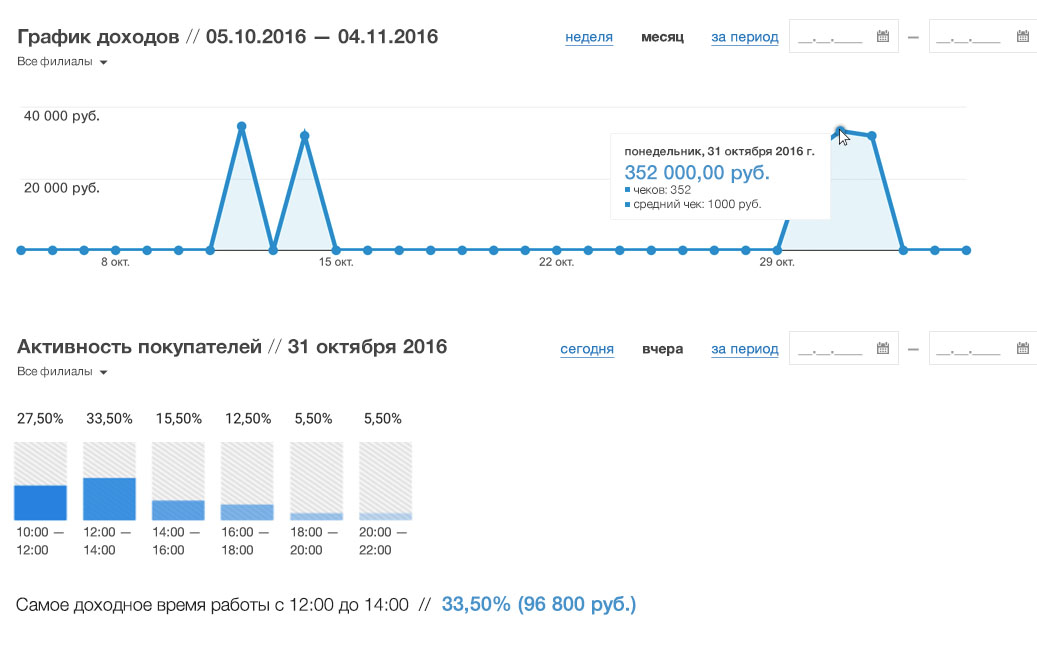 График доходов // 05.10.2016 — 04.11.2016
неделя месяц за период __.__.____ — __.__.____
Все филиалы
40 000 руб.
20 000 руб.
понедельник, 31 октября 2016 г.
352 000,00 руб.
чеков: 352
средний чек: 1000 руб.
8 окт. 15 окт. 22 окт. 29 окт.
Активность покупателей // 31 октября 2016
сегодня вчера за период __.__.____ — __.__.____
Все филиалы
27,50% 33,50% 15,50% 12,50% 5,50% 5,50%
10:00 — 12:00 — 14:00 — 16:00 — 18:00 — 20:00 —
12:00 14:00 16:00 18:00 20:00 22:00
Самое доходное время работы с 12:00 до 14:00 // 33,50% (96 800 руб.)